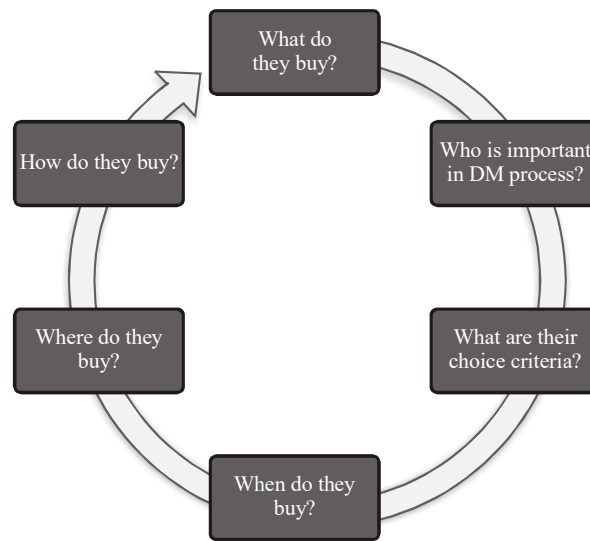 What do
they buy?
Who is important
in DM process?
What are their
choice criteria?
When do they
buy?
Where do they
buy?
How do they buy?